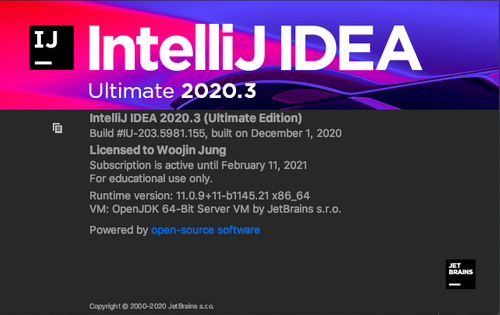 IJ
IntelliJ IDEA
Ultimate 2020.3
IntelliJ IDEA 2020.3 (Ultimate Edition)
Build #IU-203.5981.155, built on December 1, 2020
Licensed to Woojin Jung
Subscription is active until February 11, 2021
For educational use only.
Runtime version: 11.0.9+11-b1145.21 x86_64
VM: OpenJDK 64-Bit Server VM by JetBrains s.r.o.
Powered by open-source software
JET
BRAINS
Copyright © 2000–2020 JetBrains s.r.o.